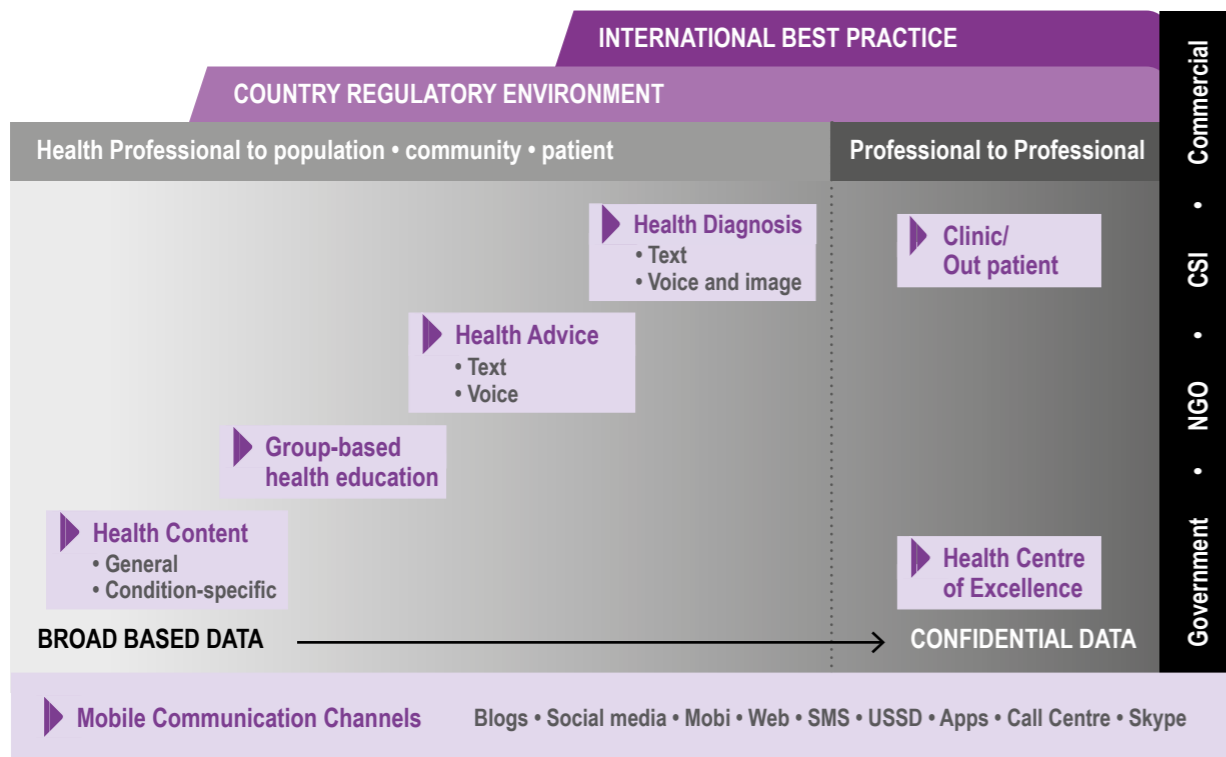 INTERNATIONAL BEST PRACTICE
COUNTRY REGULATORY ENVIRONMENT
Health Professional to population • community • patient
Professional to Professional
Health Diagnosis
• Text
• Voice and image
Clinic/
Out patient
Health Advice
• Text
• Voice
Group-based
health education
Health Content
• General
• Condition-specific
Health Centre
of Excellence
BROAD BASED DATA
CONFIDENTIAL DATA
Government • NGO • CSI • Commercial
Mobile Communication Channels
Blogs • Social media • Mobi • Web • SMS • USSD • Apps • Call Centre • Skype